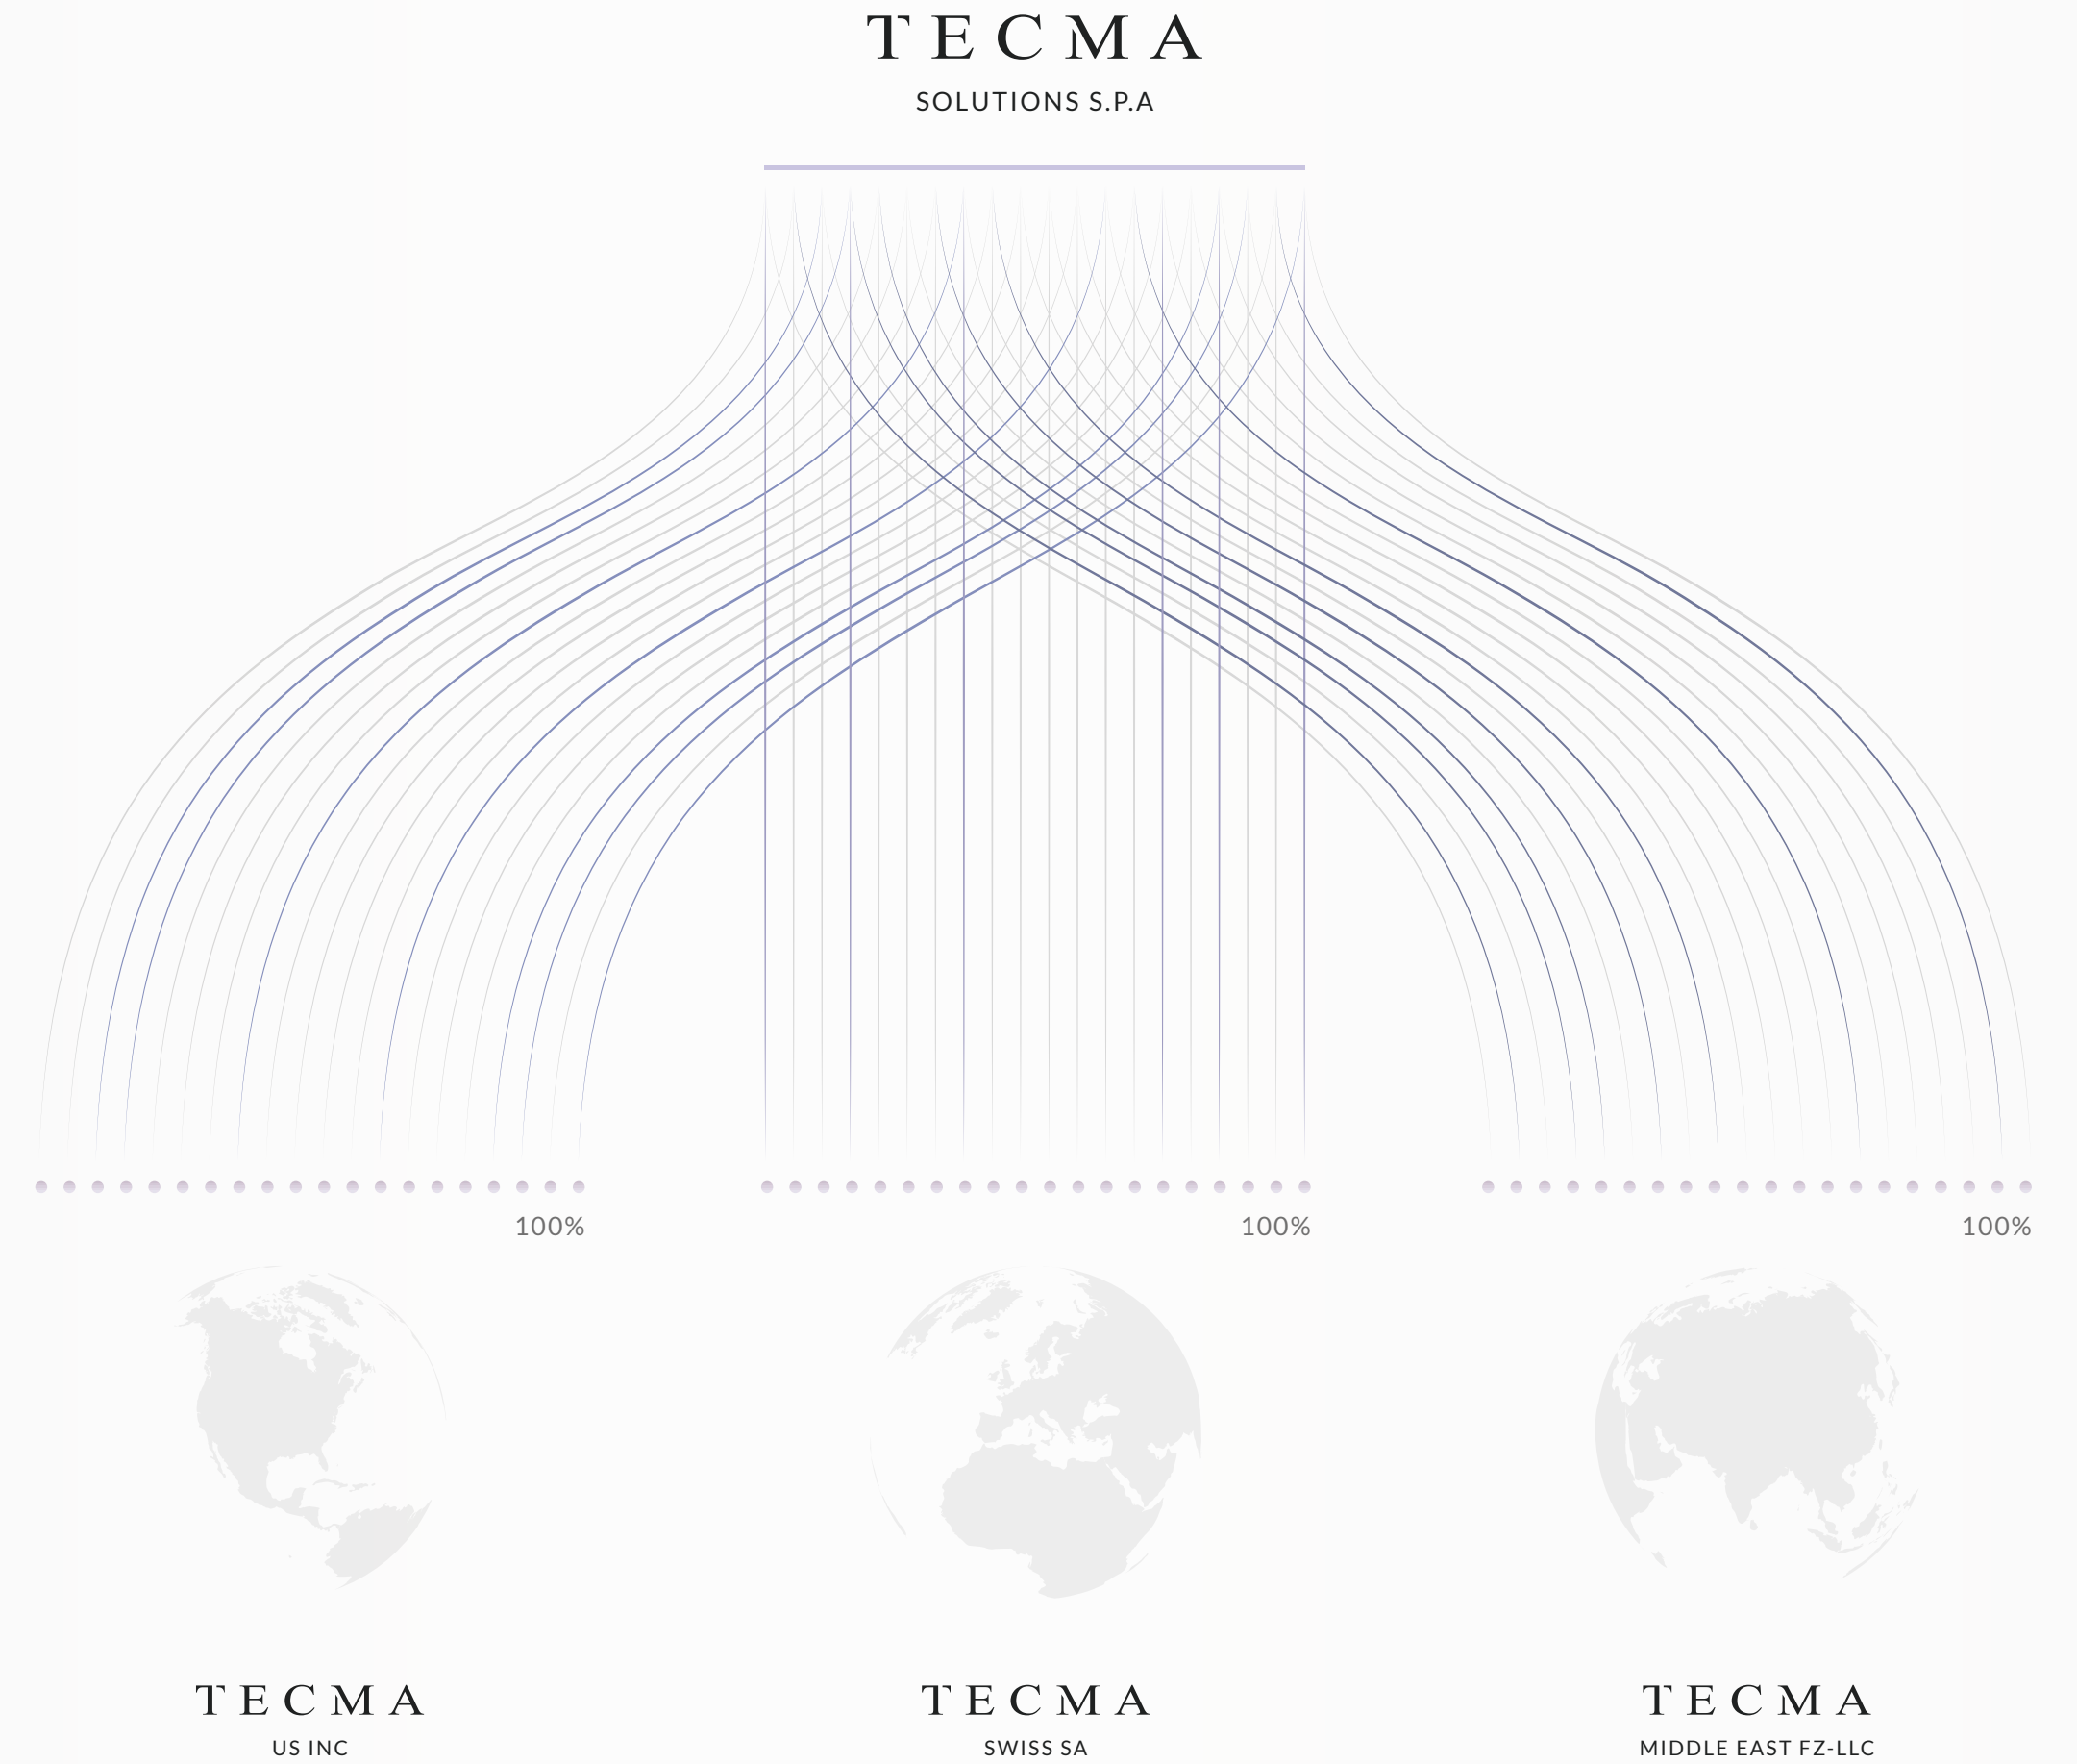 TECMA
SOLUTIONS S.P.A
100%
100%
100%
TECMA
US INC
TECMA
SWISS SA
TECMA
MIDDLE EAST FZ-LLC